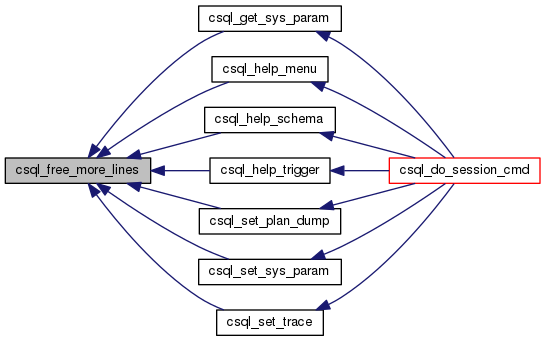 csql_get_sys_param
csql_help_menu
csql_help_schema
csql_free_more_lines
csql_help_trigger
csql_do_session_cmd
csql_set_plan_dump
csql_set_sys_param
csql_set_trace